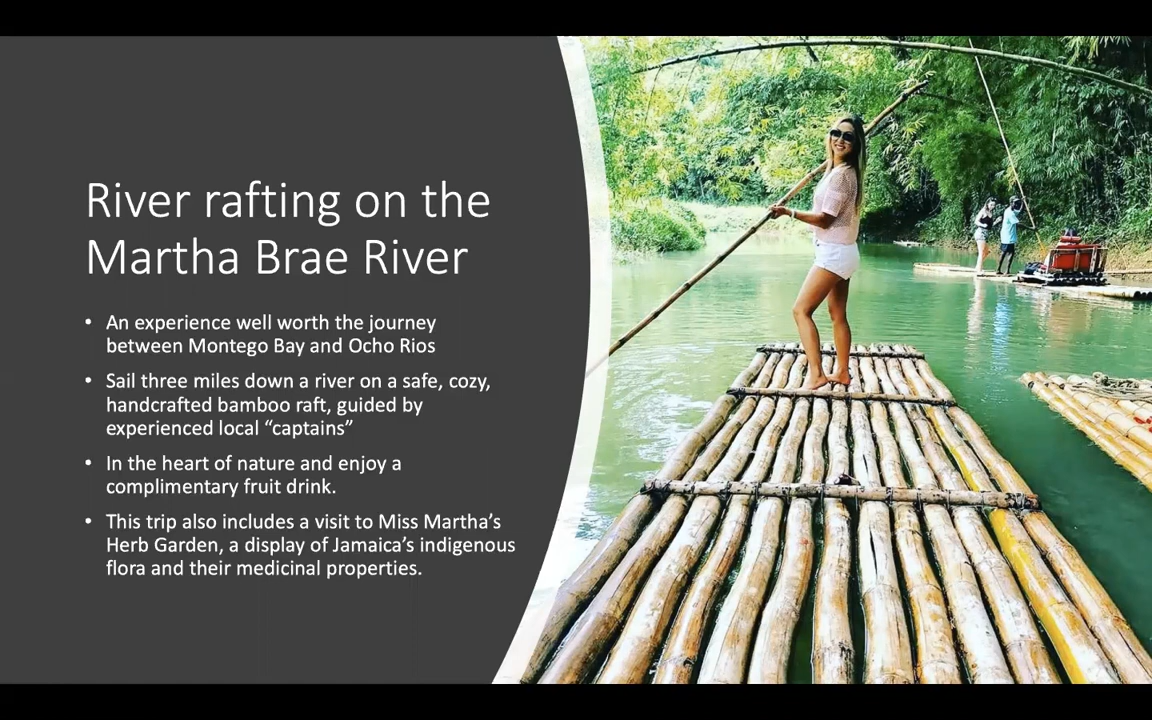 River rafting on the
Martha Brae River
• An experience well worth the journey
between Montego Bay and Ocho Rios
• Sail three miles down a river on a safe, cozy,
handcrafted bamboo raft, guided by
experienced local “captains”
• In the heart of nature and enjoy a
complimentary fruit drink.
• This trip also includes a visit to Miss Martha’s
Herb Garden, a display of Jamaica’s indigenous
flora and their medicinal properties.